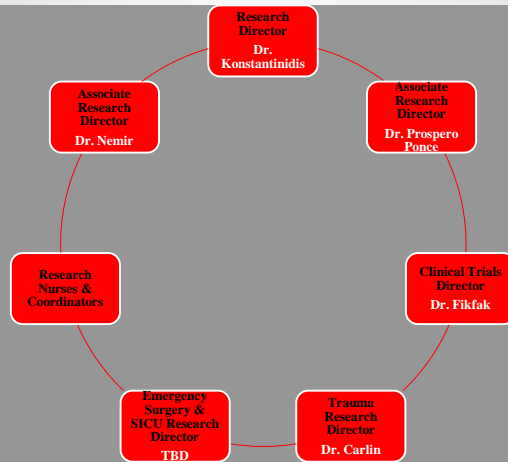 Research
Director
Dr.
Konstantinidis
Associate
Research
Director
Dr. Prospero
Ponce
Clinical Trials
Director
Dr. Fikfak
Trauma
Research
Director
Dr. Carlin
Emergency
Surgery &
SICU Research
Director
TBD
Research
Nurses &
Coordinators
Associate
Research
Director
Dr. Nemir